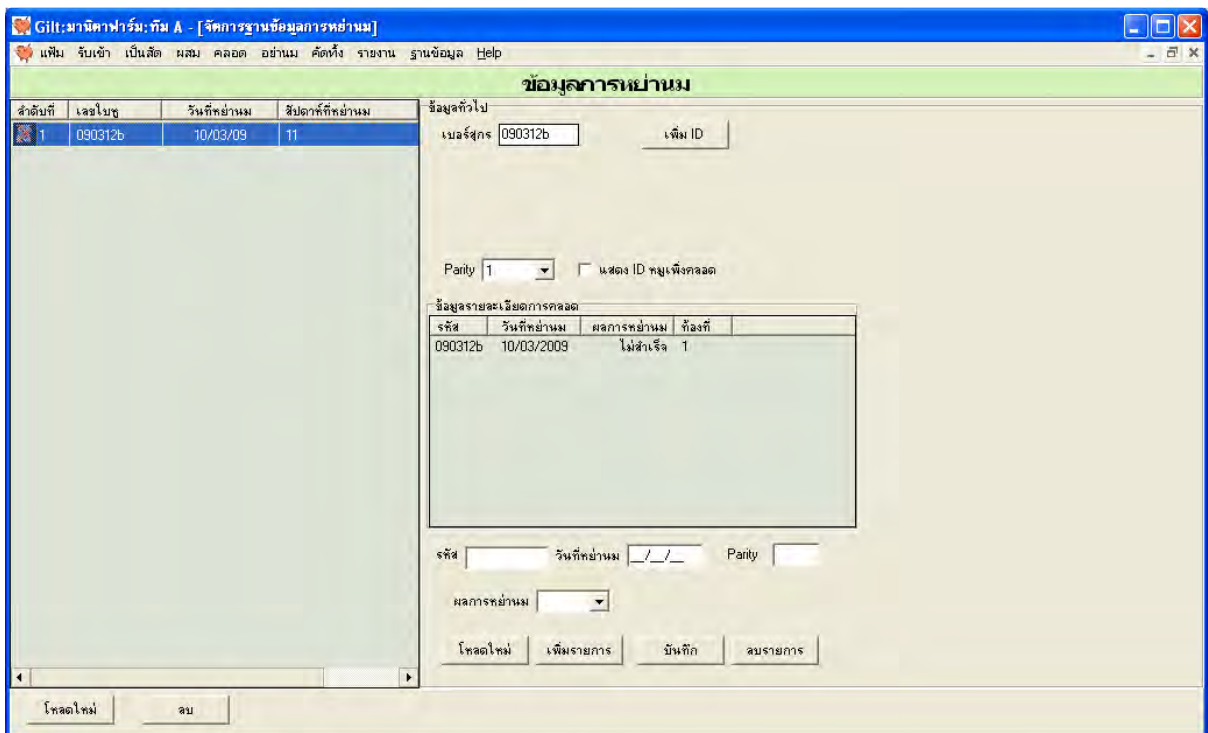 Gilt:มานิตาฟาร์ม:ทีม A - [จัดการฐานข้อมูลการหย่านม]
แฟ้ม รับเข้า เป็นสัด ผสม คลอด อย่านม คัดทิ้ง รายงาน ฐานข้อมูล Help
ข้อมูลการหย่านม
ลำดับที่ เลขใบหู วันที่หย่านม สัปดาห์ที่หย่านม
1 090312b 10/03/09 11
ข้อมูลทั่วไป
เบอร์สุกร 090312b เพิ่ม ID
Parity 1 แสดง ID หมูเพิ่งคลอด
ข้อมูลรายละเอียดการคลอด
รหัส วันที่หย่านม ผลการหย่านม ท้องที่
090312b 10/03/2009 ไม่สำเร็จ 1
รหัส วันที่หย่านม __/__/__ Parity
ผลการหย่านม
โหลดใหม่ เพิ่มรายการ บันทึก ลบรายการ
โหลดใหม่ ลบ